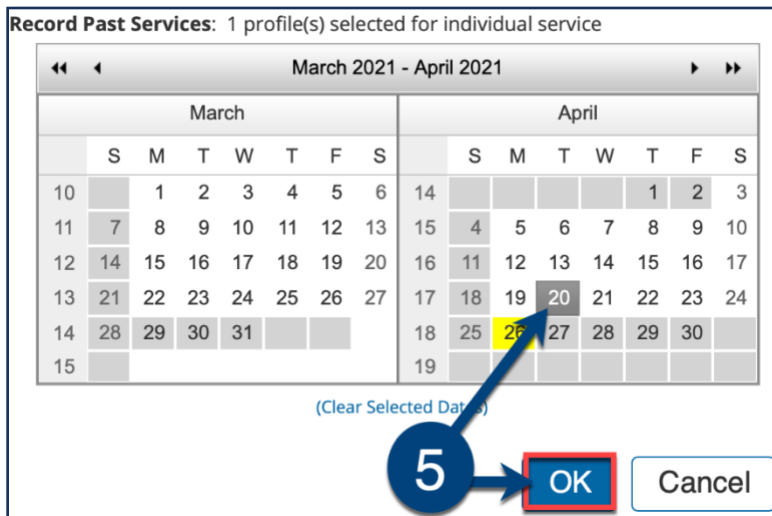 Record Past Services: 1 profile(s) selected for individual service
March 2021 - April 2021
March April
S M T W T F S S M T W T F S
10 1 2 3 4 5 6 14 1 2 3
11 7 8 9 10 11 12 13 15 4 5 6 7 8 9 10
12 14 15 16 17 18 19 20 16 11 12 13 14 15 16 17
13 21 22 23 24 25 26 27 17 18 19 20 21 22 23 24
14 28 29 30 31 18 25 26 27 28 29 30
15 19
(Clear Selected Dates)
5 OK Cancel